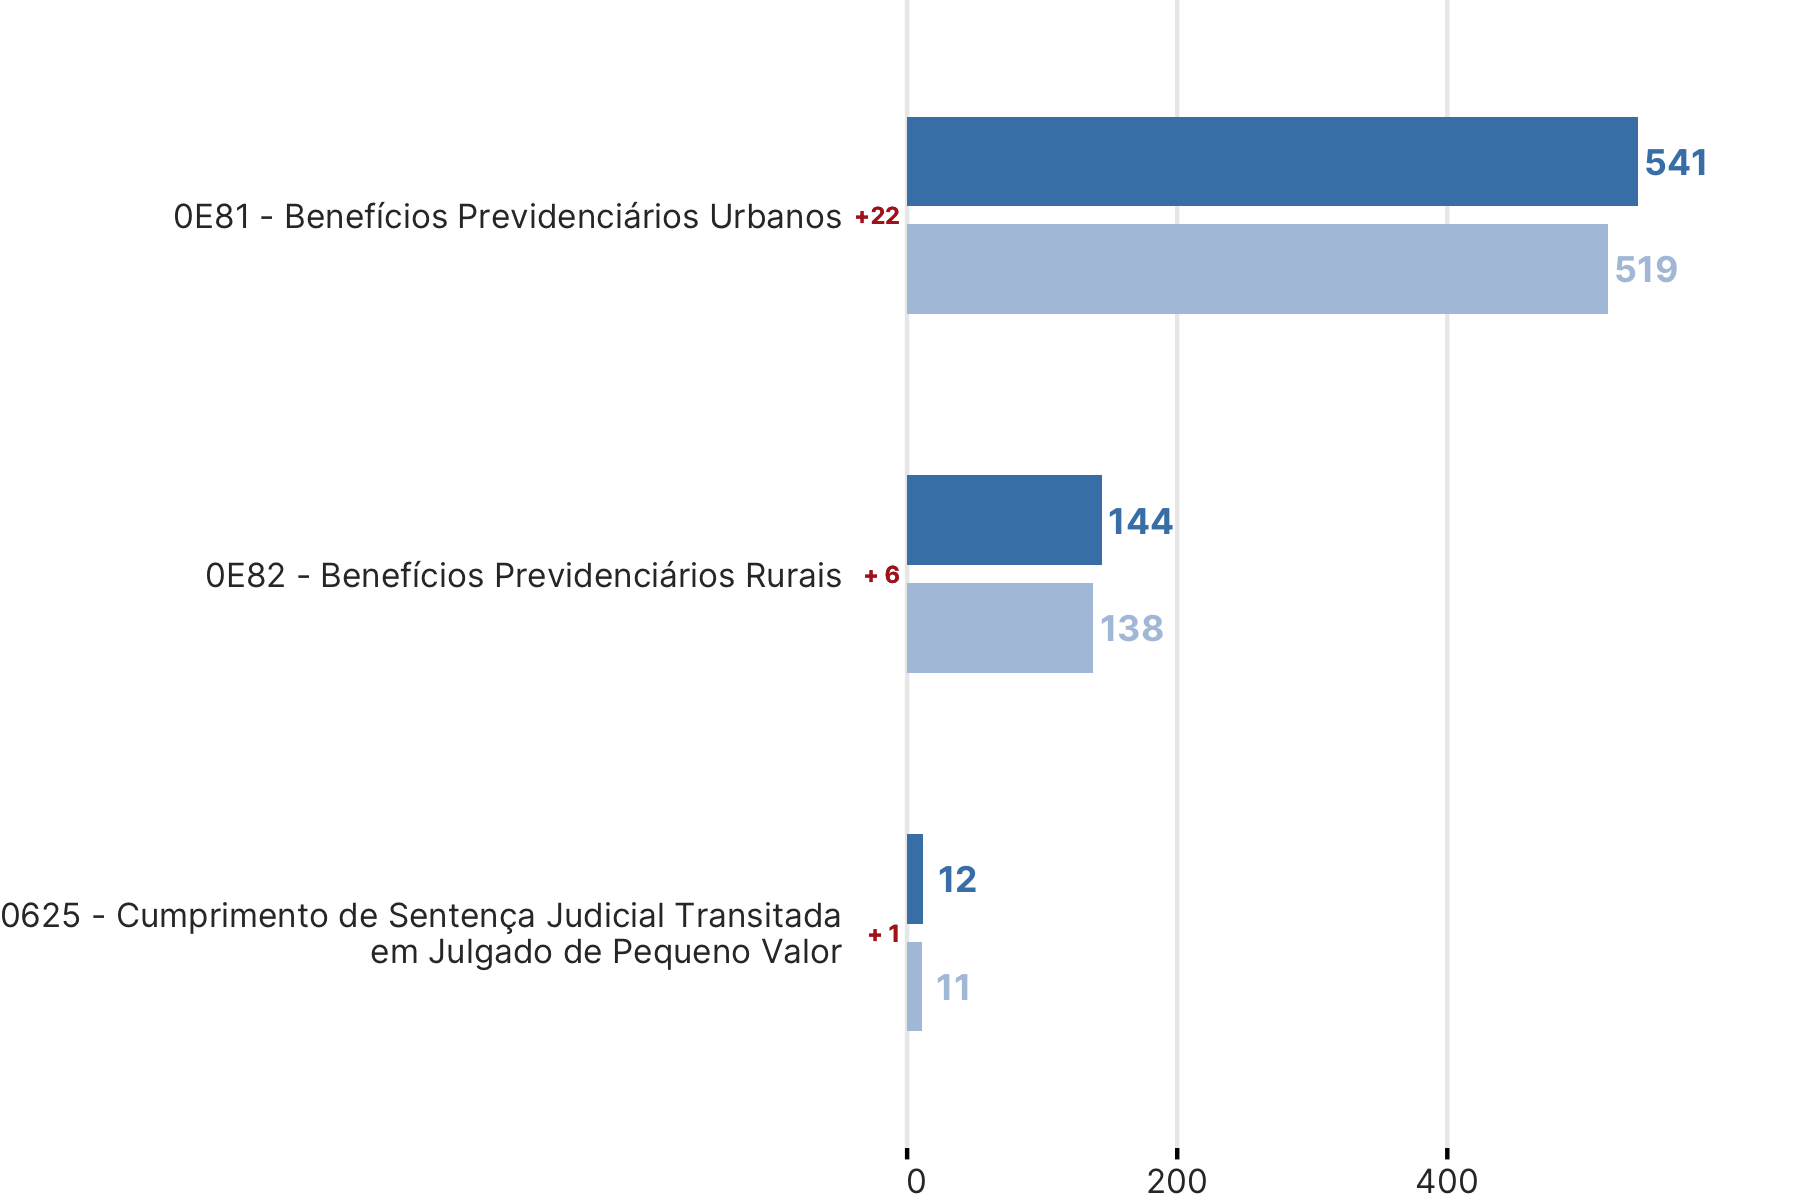 541
0E81 - Benefícios Previdenciários Urbanos +22
519
144
0E82 - Benefícios Previdenciários Rurais + 6
138
12
0625 - Cumprimento de Sentença Judicial Transitada
em Julgado de Pequeno Valor
+ 1
11
0 200 400